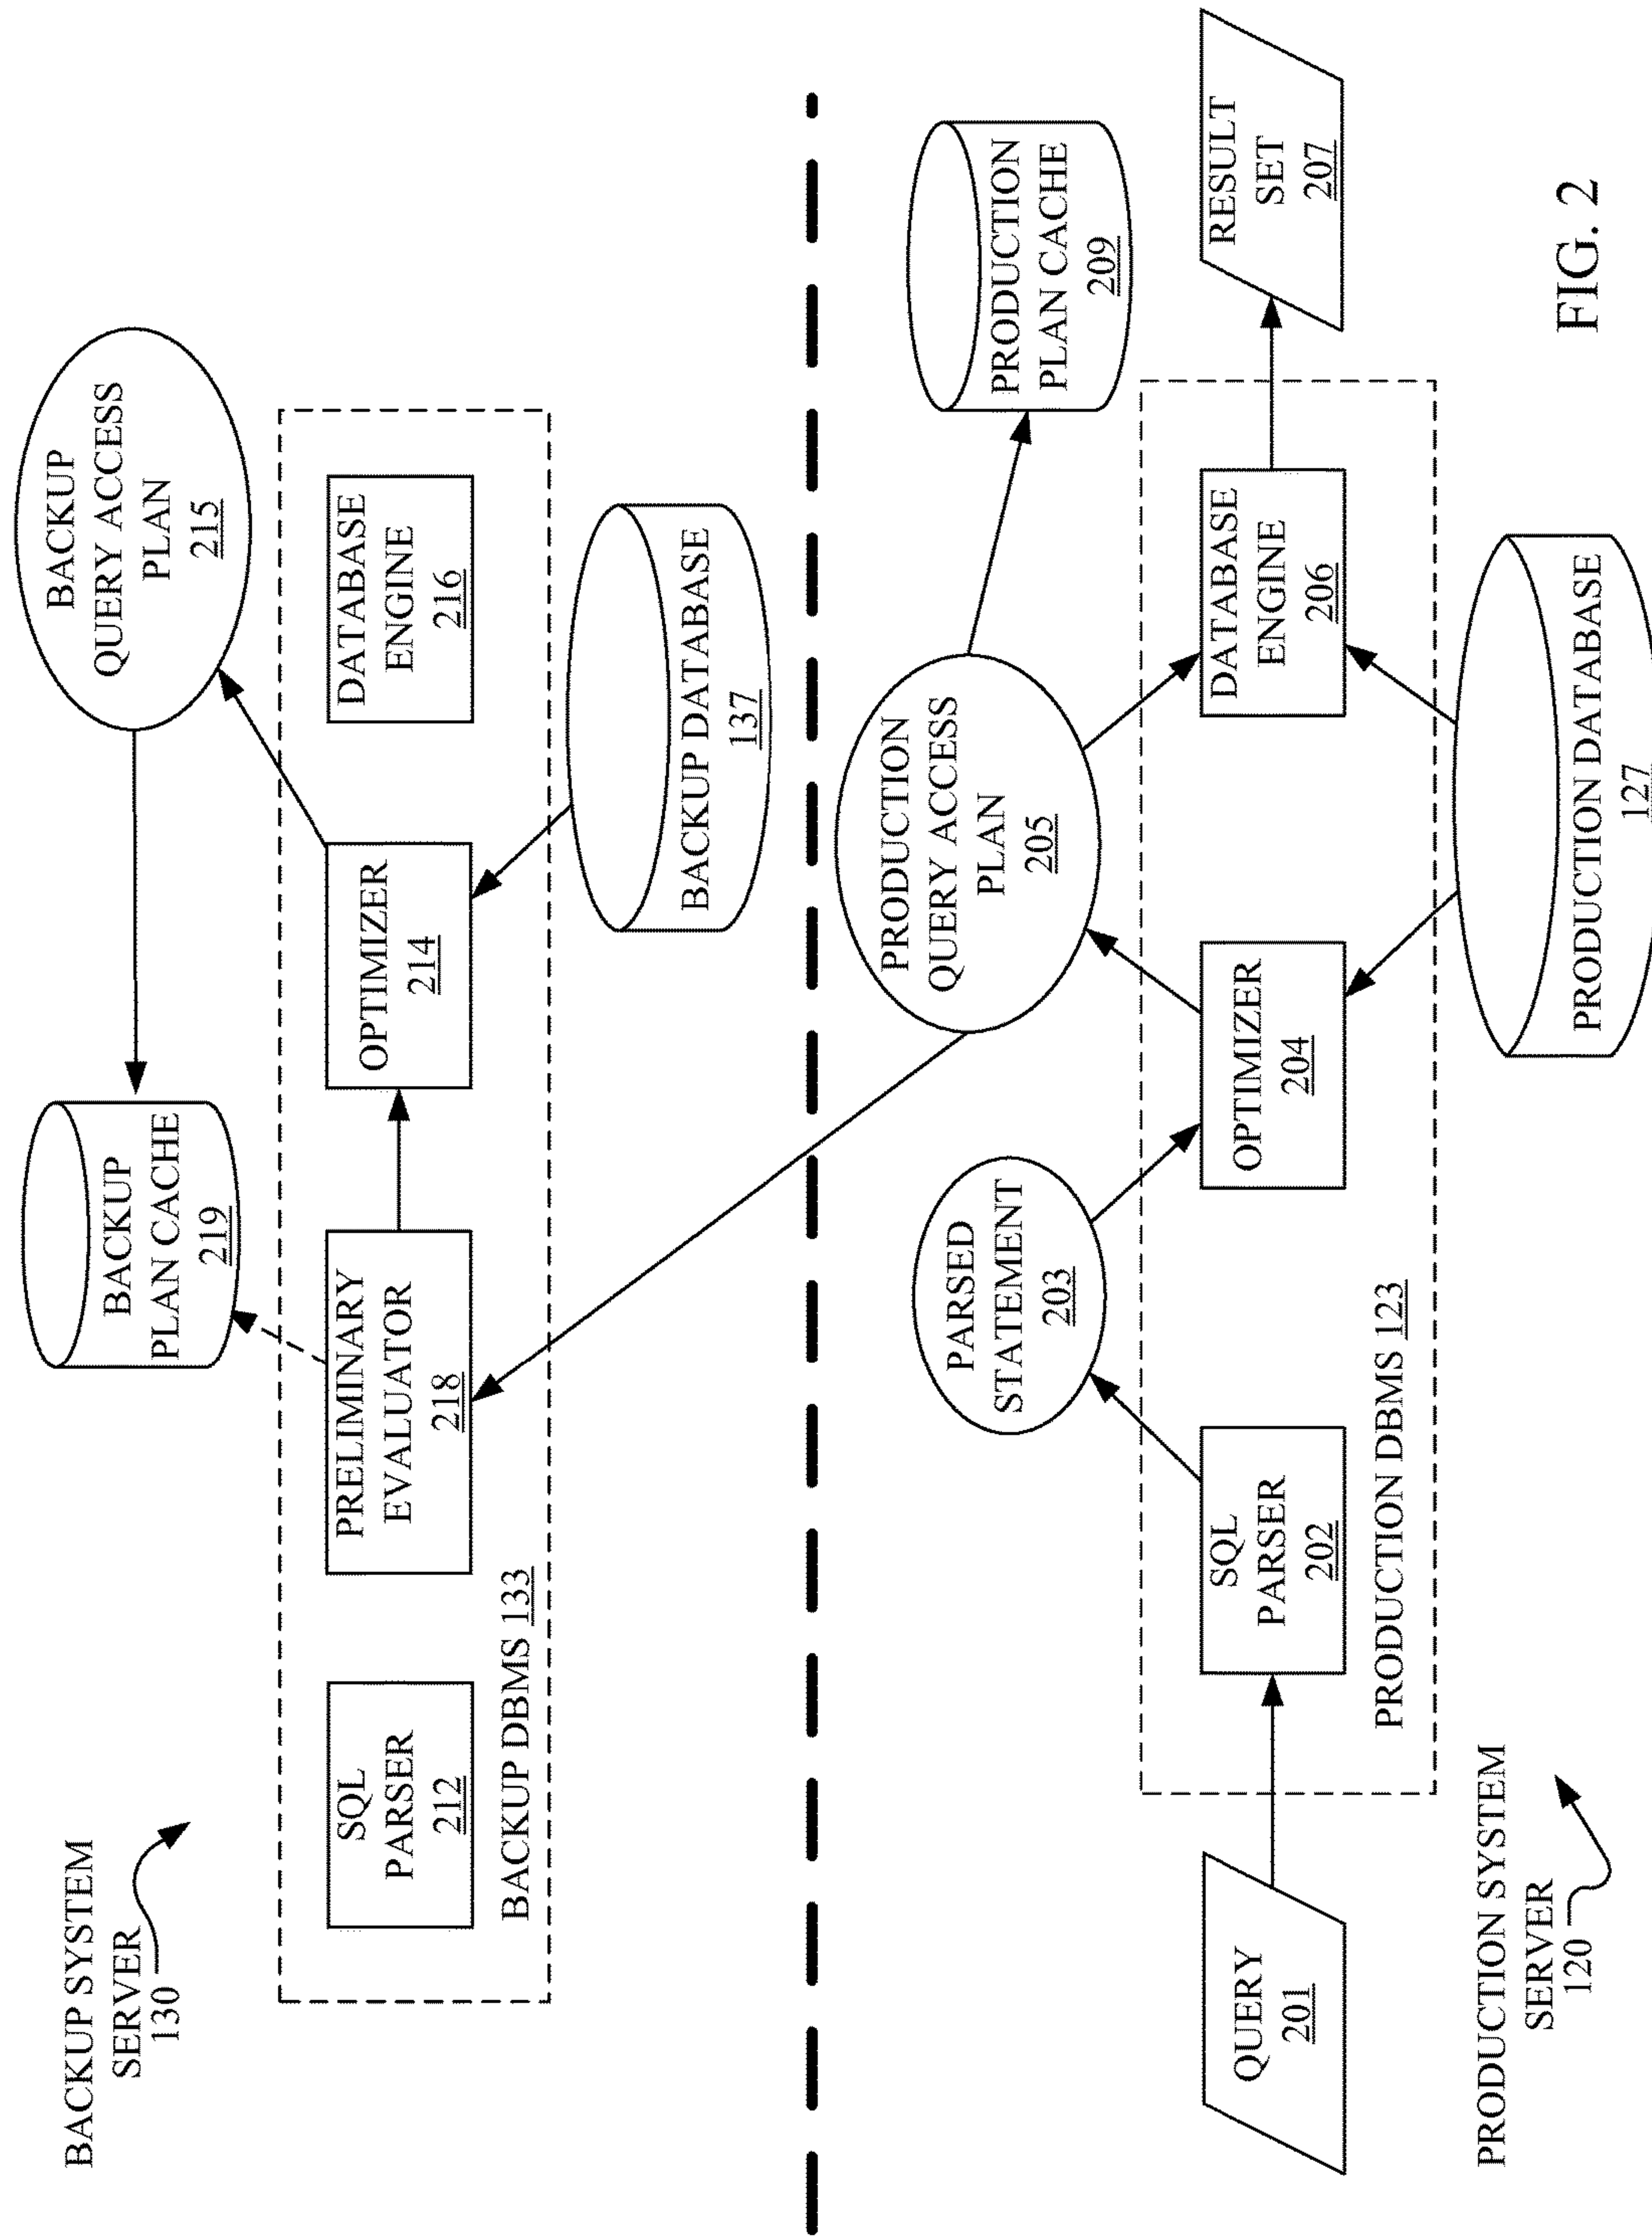 BACKUP SYSTEM
SERVER
130
BACKUP
PLAN CACHE
219
BACKUP
QUERY ACCESS
PLAN
215
SQL
PARSER
212
PRELIMINARY
EVALUATOR
218
OPTIMIZER
214
DATABASE
ENGINE
216
BACKUP DBMS 133
BACKUP DATABASE
137
PRODUCTION
QUERY ACCESS
PLAN
205
PRODUCTION
PLAN CACHE
209
PARSED
STATEMENT
203
QUERY
201
SQL
PARSER
202
OPTIMIZER
204
DATABASE
ENGINE
206
RESULT
SET
207
PRODUCTION DBMS 123
PRODUCTION SYSTEM
SERVER
120
PRODUCTION DATABASE
127
FIG. 2